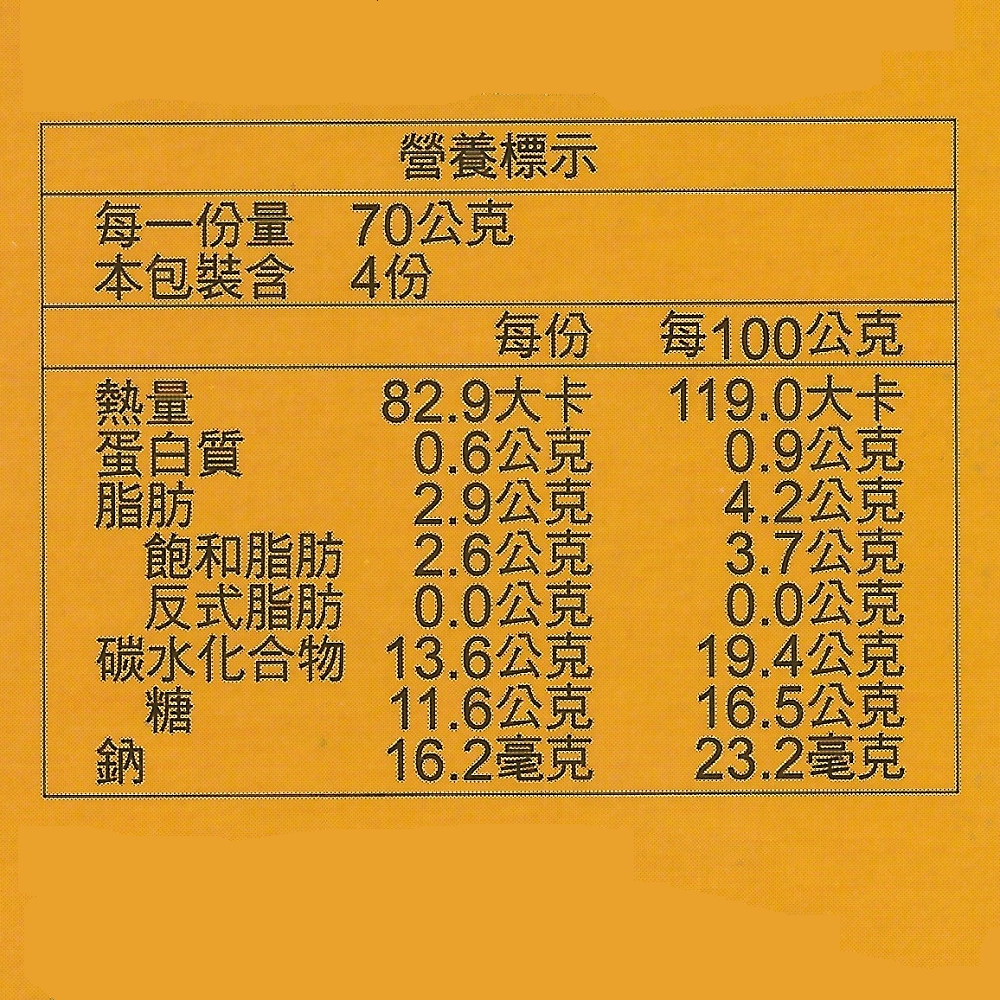 營養標示
每一份量 70公克
本包裝含 4份
每份 每100公克
熱量 82.9大卡 119.0大卡
蛋白質 0.6公克 0.9公克
脂肪 2.9公克 4.2公克
飽和脂肪 2.6公克 3.7公克
反式脂肪 0.0公克 0.0公克
碳水化合物 13.6公克 19.4公克
糖 11.6公克 16.5公克
鈉 16.2毫克 23.2毫克